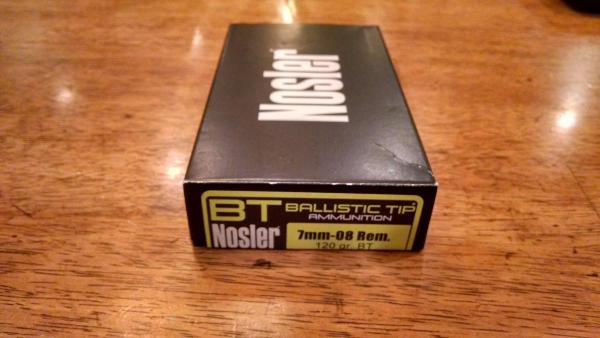 Nosler
BT BALLISTIC TIP
AMMUNITION
Nosler
7mm-08 Rem.
120 gr. BT